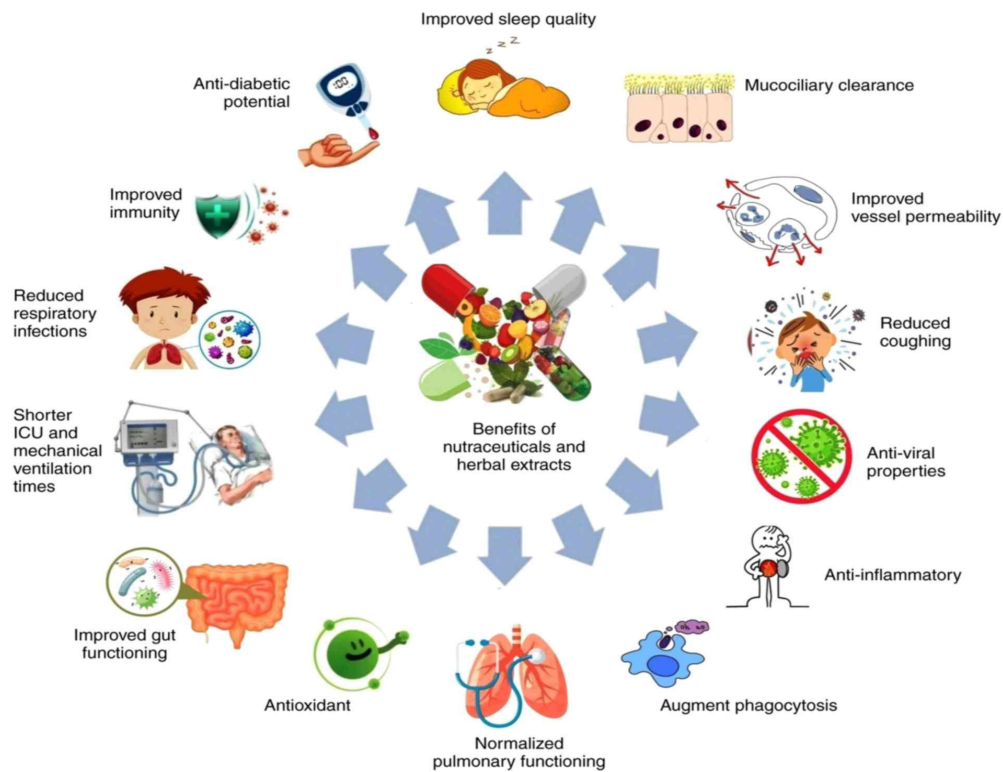 Improved sleep quality
z z z
Anti-diabetic
potential
:00
Mucociliary clearance
Improved
immunity
Improved
vessel permeability
Reduced
respiratory
infections
Reduced
coughing
Shorter
ICU and
mechanical
ventilation
times
Benefits of
nutraceuticals and
herbal extracts
Anti-viral
properties
Anti-inflammatory
Improved gut
functioning
Antioxidant
Normalized
pulmonary functioning
Augment phagocytosis